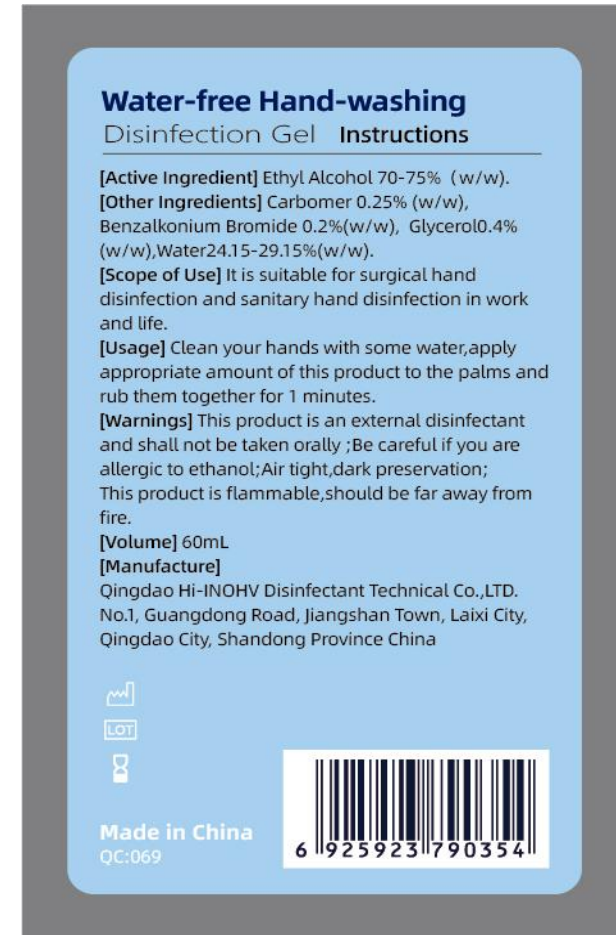 Water-free Hand-washing
Disinfection Gel Instructions
[Active Ingredient] Ethyl Alcohol 70-75% (w/w).
[Other Ingredients] Carbomer 0.25% (w/w),
Benzalkonium Bromide 0.2%(w/w), Glycerol0.4%
(w/w),Water24.15-29.15%(w/w).
[Scope of Use] It is suitable for surgical hand
disinfection and sanitary hand disinfection in work
and life.
[Usage] Clean your hands with some water,apply
appropriate amount of this product to the palms and
rub them together for 1 minutes.
[Warnings] This product is an external disinfectant
and shall not be taken orally ;Be careful if you are
allergic to ethanol;Air tight,dark preservation;
This product is flammable,should be far away from
fire.
[Volume] 60mL
[Manufacture]
Qingdao Hi-INOHV Disinfectant Technical Co.,LTD.
No.1, Guangdong Road, Jiangshan Town, Laixi City,
Qingdao City, Shandong Province China
LOT
Made in China
QC:069
6 925923 790354